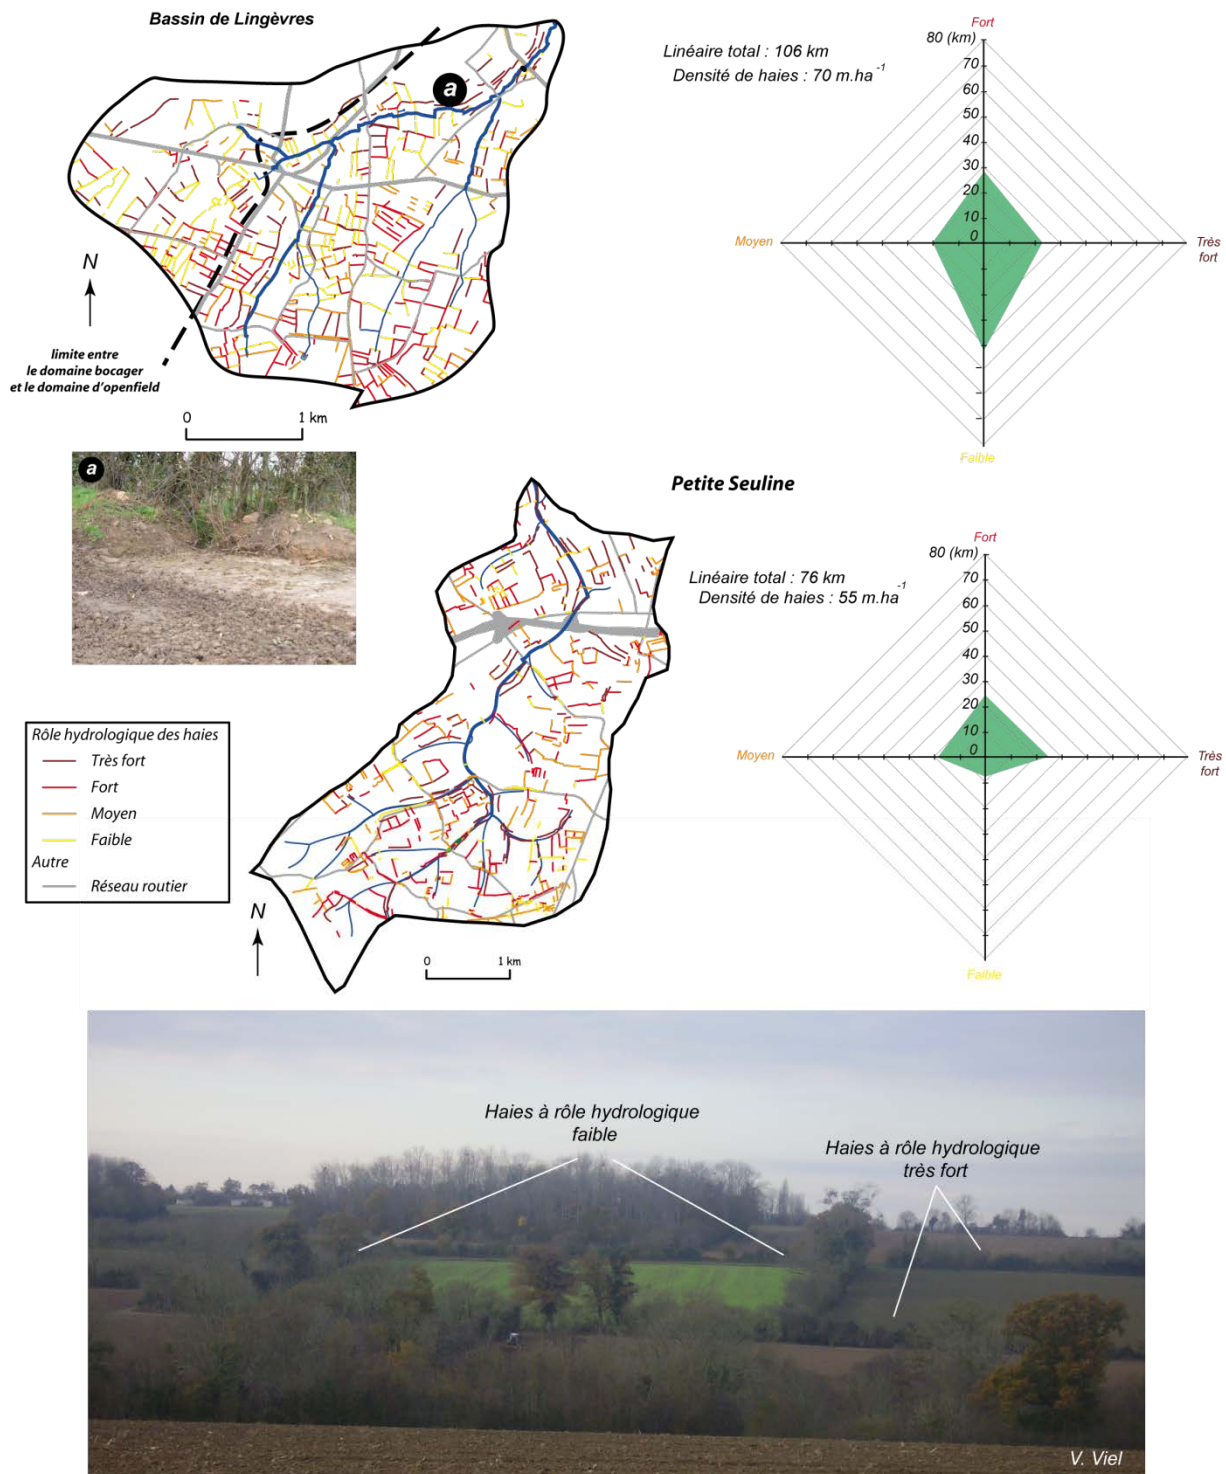 Bassin de Lingèvres
a
N
limite entre
le domaine bocager
et le domaine d'openfield
0 1 km
Linéaire total : 106 km
Densité de haies : 70 m.ha⁻¹
Fort
80 (km)
70
60
50
40
30
20
10
0
Moyen
Très
fort
Faible
a
Petite Seuline
Linéaire total : 76 km
Densité de haies : 55 m.ha⁻¹
Fort
80 (km)
70
60
50
40
30
20
10
0
Moyen
Très
fort
Faible
Rôle hydrologique des haies
Très fort
Fort
Moyen
Faible
Autre
Réseau routier
N
0 1 km
Haies à rôle hydrologique
faible
Haies à rôle hydrologique
très fort
V. Viel